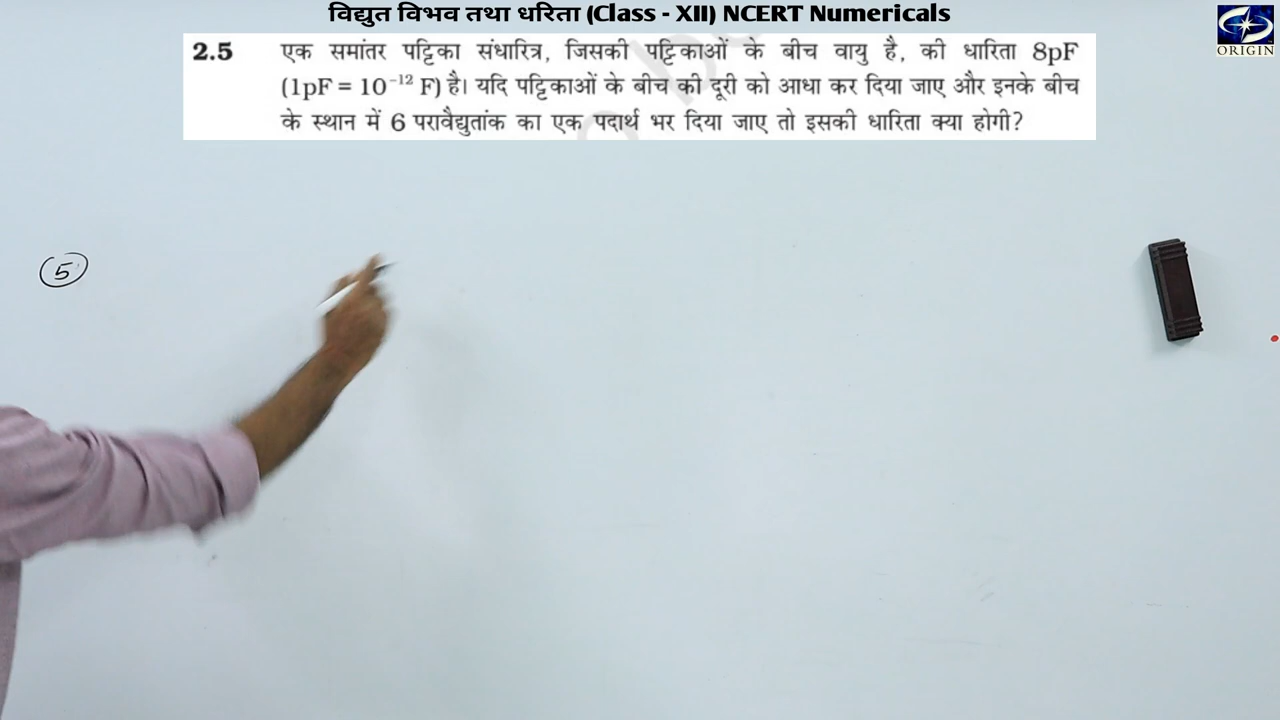 विद्युत विभव तथा धरिता (Class - XII) NCERT Numericals
ORIGIN
2.5 एक समांतर पट्टिका संधारित्र, जिसकी पट्टिकाओं के बीच वायु है, की धारिता 8pF
(1pF = 10⁻¹² F) है। यदि पट्टिकाओं के बीच की दूरी को आधा कर दिया जाए और इनके बीच
के स्थान में 6 परावैद्युतांक का एक पदार्थ भर दिया जाए तो इसकी धारिता क्या होगी?
5